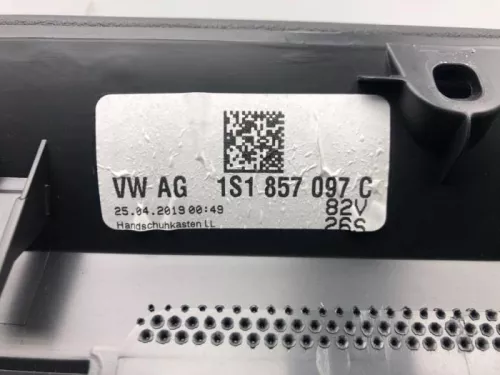 VW AG 1S1 857 097 C
25.04.2019 00:49 82V
Handschuhkasten LL 26S